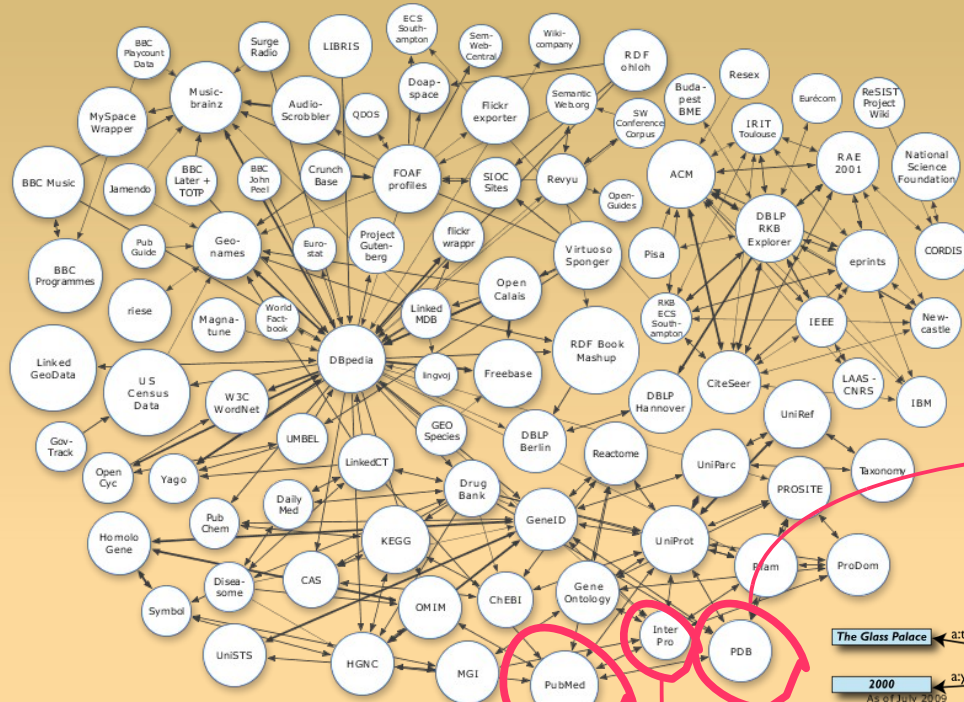 BBC
Playcount
Data
Surge
Radio
LIBRIS
ECS
South-
ampton
Sem-
Web-
Central
Wiki-
company
RDF
ohloh
Resex
Music-
brainz
Audio-
Scrobbler
QDOS
Doap-
space
Flickr
exporter
Semantic
Web.org
SW
Conference
Corpus
Buda-
pest
BME
IRIT
Toulouse
Eurécom
ReSIST
Project
Wiki
MySpace
Wrapper
BBC Music
Jamendo
BBC
Later +
TOTP
BBC
John
Peel
Crunch
Base
FOAF
profiles
SIOC
Sites
Revyu
Open-
Guides
ACM
RAE
2001
National
Science
Foundation
Pub
Guide
Geo-
names
Euro-
stat
Project
Guten-
berg
flickr
wrappr
Virtuoso
Sponger
Pisa
DBLP
RKB
Explorer
eprints
CORDIS
BBC
Programmes
riese
Magna-
tune
World
Fact-
book
Linked
MDB
Open
Calais
RKB
ECS
South-
ampton
IEEE
New-
castle
Linked
GeoData
US
Census
Data
W3C
WordNet
DBpedia
lingvoj
Freebase
RDF Book
Mashup
DBLP
Hannover
CiteSeer
LAAS-
CNRS
IBM
Gov-
Track
Open
Cyc
Yago
UMBEL
LinkedCT
GEO
Species
DBLP
Berlin
Reactome
UniParc
UniRef
Taxonomy
PROSITE
Daily
Med
Drug
Bank
Pub
Chem
Homolo
Gene
KEGG
GeneID
UniProt
Pfam
ProDom
Symbol
Disea-
some
CAS
OMIM
ChEBI
Gene
Ontology
Inter
Pro
PDB
UniSTS
HGNC
MGI
PubMed
The Glass Palace
2000
As of July 2009